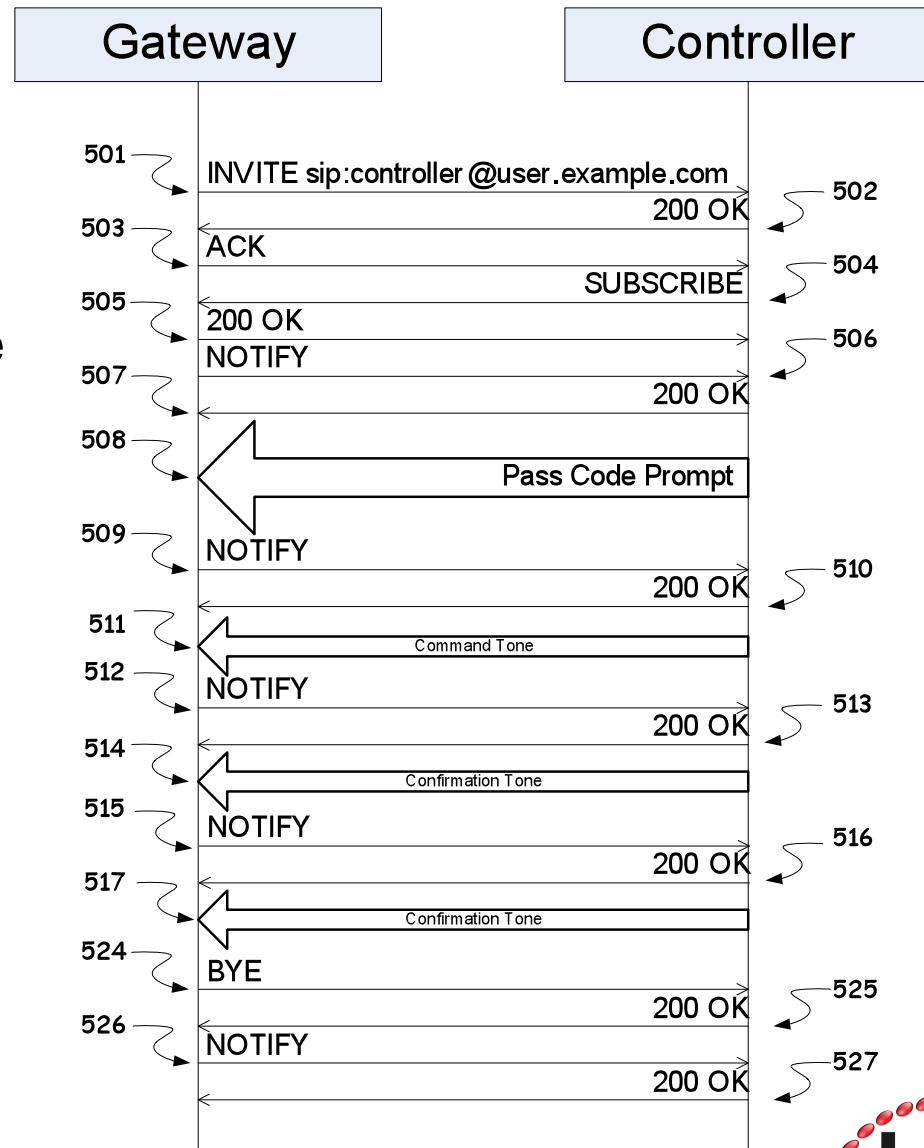 Gateway
Controller
501
INVITE sip:controller@user.example.com
502
200 OK
503
ACK
504
SUBSCRIBE
505
200 OK
506
e
NOTIFY
507
200 OK
508
Pass Code Prompt
509
NOTIFY
510
200 OK
511
Command Tone
512
NOTIFY
513
200 OK
514
Confirmation Tone
515
NOTIFY
516
200 OK
517
Confirmation Tone
524
BYE
525
200 OK
526
NOTIFY
527
200 OK